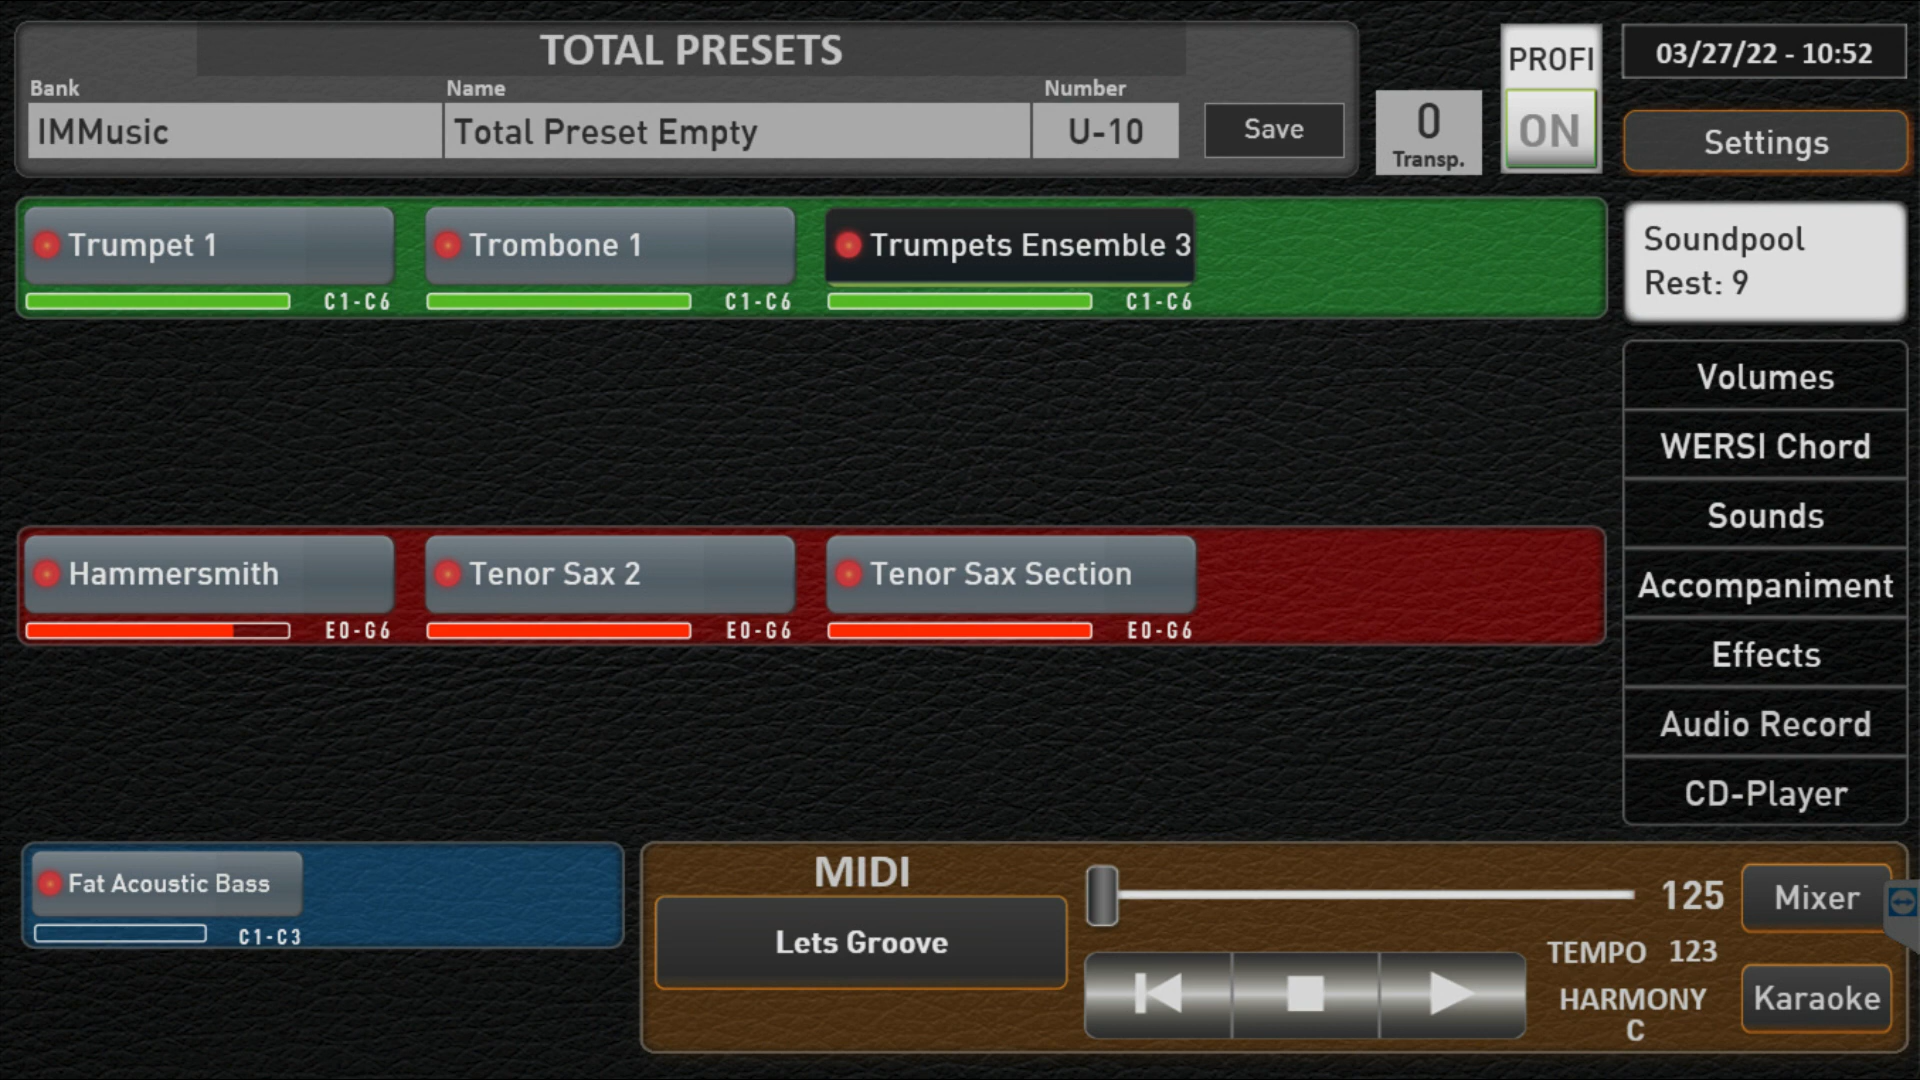 TOTAL PRESETS
Bank
Name
Number
IMMusic
Total Preset Empty
U-10
Save
0
Transp.
PROFI
ON
03/27/22 - 10:52
Settings
Trumpet 1
C1-C6
Trombone 1
C1-C6
Trumpets Ensemble 3
C1-C6
Soundpool
Rest: 9
Volumes
WERSI Chord
Sounds
Accompaniment
Effects
Audio Record
CD-Player
Hammersmith
E0-G6
Tenor Sax 2
E0-G6
Tenor Sax Section
E0-G6
Fat Acoustic Bass
C1-C3
MIDI
Lets Groove
125
TEMPO 123
HARMONY
C
Mixer
Karaoke